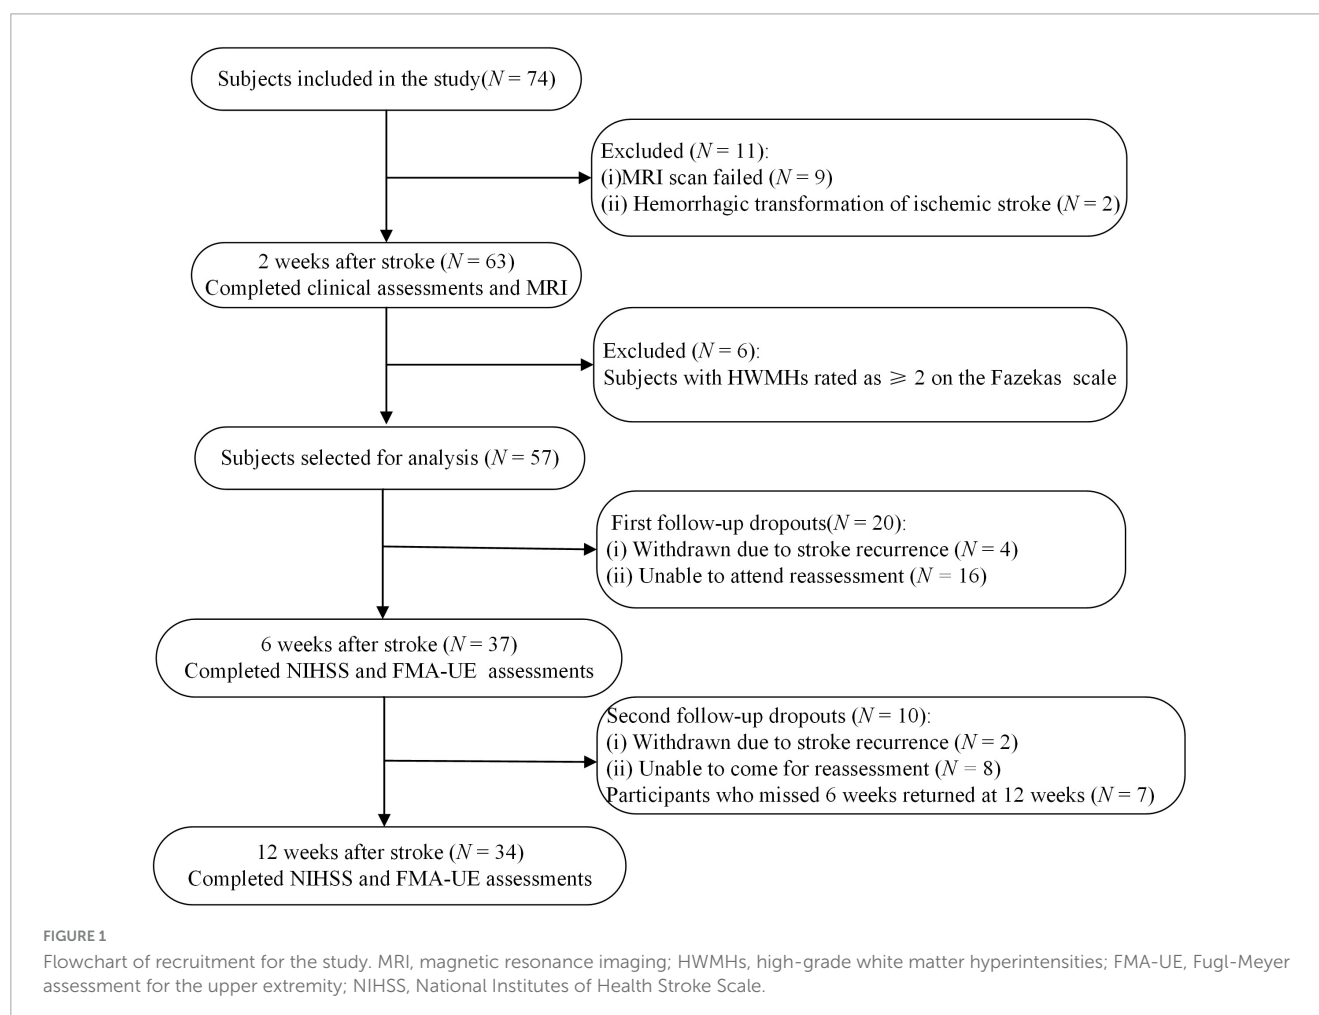 Subjects included in the study(N = 74)
Excluded (N = 11):
(i)MRI scan failed (N = 9)
(ii) Hemorrhagic transformation of ischemic stroke (N = 2)
2 weeks after stroke (N = 63)
Completed clinical assessments and MRI
Excluded (N = 6):
Subjects with HWMHs rated as ⩾ 2 on the Fazekas scale
Subjects selected for analysis (N = 57)
First follow-up dropouts(N = 20):
(i) Withdrawn due to stroke recurrence (N = 4)
(ii) Unable to attend reassessment (N = 16)
6 weeks after stroke (N = 37)
Completed NIHSS and FMA-UE assessments
Second follow-up dropouts (N = 10):
(i) Withdrawn due to stroke recurrence (N = 2)
(ii) Unable to come for reassessment (N = 8)
Participants who missed 6 weeks returned at 12 weeks (N = 7)
12 weeks after stroke (N = 34)
Completed NIHSS and FMA-UE assessments
FIGURE 1
Flowchart of recruitment for the study. MRI, magnetic resonance imaging; HWMHs, high-grade white matter hyperintensities; FMA-UE, Fugl-Meyer
assessment for the upper extremity; NIHSS, National Institutes of Health Stroke Scale.